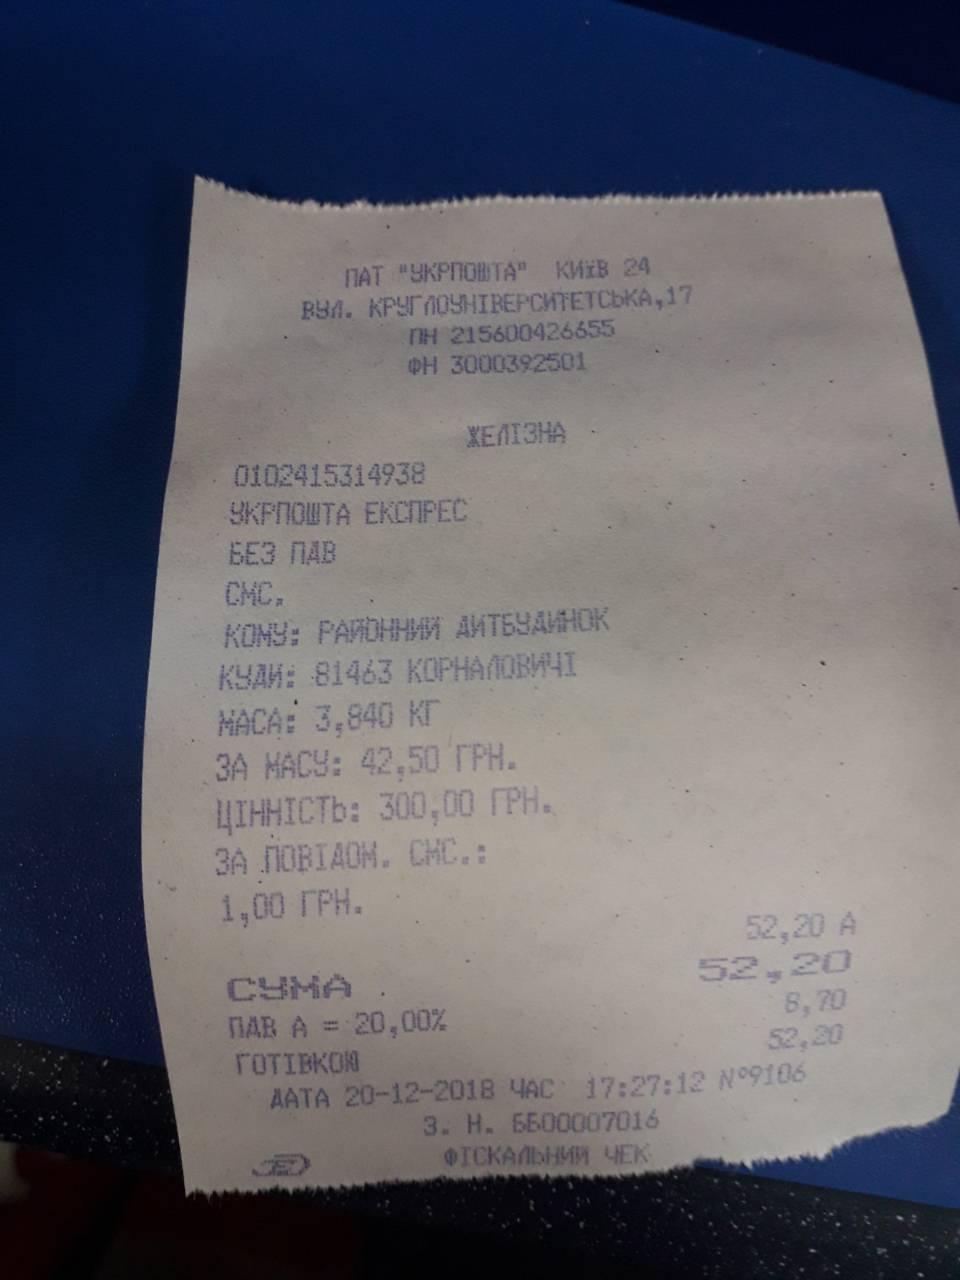 ПАТ "УКРПОШТА" КИЇВ 24
ВУЛ. КРУГЛОУНІВЕРСИТЕТСЬКА,17
ПН 215600426655
ФН 3000392501
ЖЕЛІЗНА
0102415314938
УКРПОШТА ЕКСПРЕС
БЕЗ ПДВ
СМС.
КОМУ: РАЙОННИЙ ДИТБУДИНОК
КУДИ: 81463 КОРНАЛОВИЧІ
МАСА: 3,840 КГ
ЗА МАСУ: 42,50 ГРН.
ЦІННІСТЬ: 300,00 ГРН.
ЗА ПОВІДОМ. СМС.:
1,00 ГРН.
52,20 А
СУМА 52,20
ПДВ А = 20,00% 8,70
ГОТІВКОЮ 52,20
ДАТА 20-12-2018 ЧАС 17:27:12 №9106
З. Н. ББ00007016
ФІСКАЛЬНИЙ ЧЕК